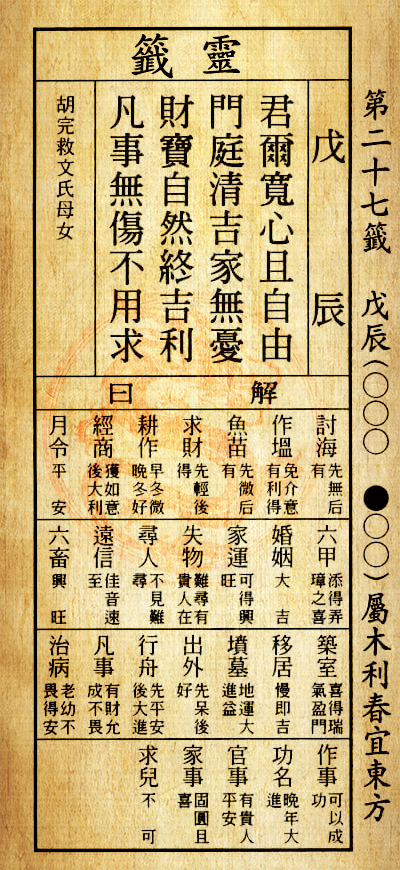 第二十七籤 戊辰(○○○ ●○○)屬木利春宜東方
靈籤
戊辰
君爾寬心且自由
門庭清吉家無憂
財寶自然終吉利
凡事無傷不用求
胡完救文氏母女
解曰
討海 先無后有
作塭 免介意有利得
魚苗 先微后有
求財 先輕後得
耕作 早冬微晚冬好
經商 獲如意後大利
月令 平安
六甲 添得弄璋之喜
婚姻 大吉
家運 可得興旺
失物 難尋有貴人在
尋人 不見難尋
遠信 佳音速至
六畜 興旺
築室 喜得瑞氣盈門
移居 慢即吉
墳墓 地運大進益
出外 先呆後好
行舟 先平安後大進
凡事 有財允成不畏
治病 老幼不畏得安
作事 可以成功
功名 晚年大進
官事 有貴人平安
家事 固圓且喜
求兒 不可